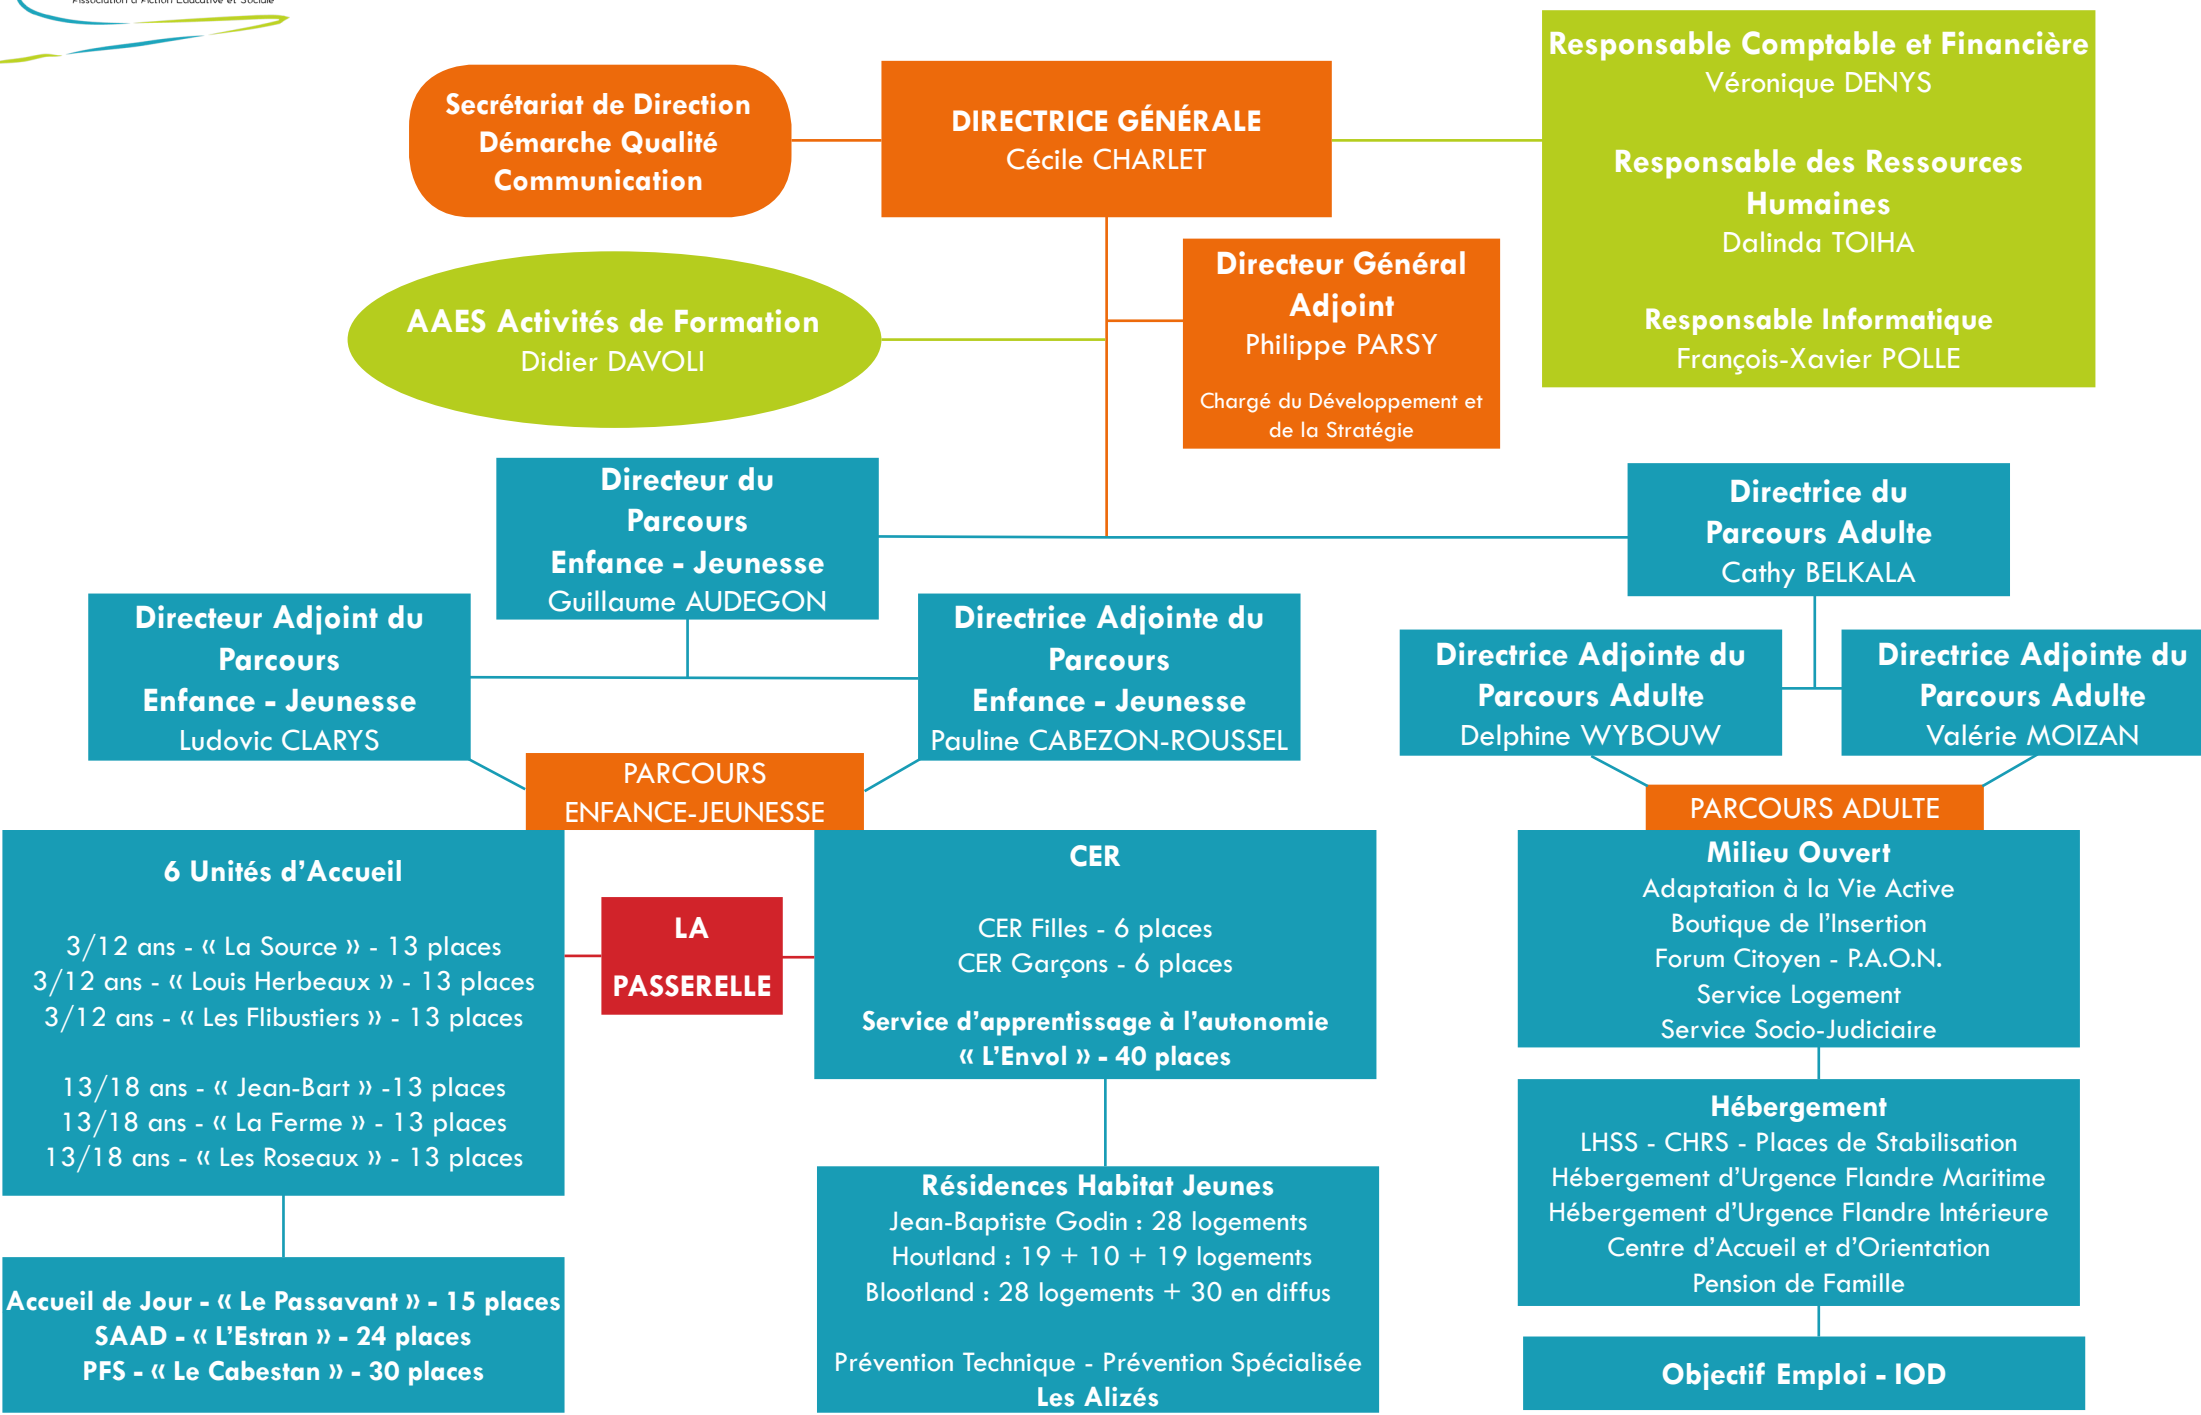 Association d'Action Educative et Sociale
Secrétariat de Direction
Démarche Qualité
Communication
DIRECTRICE GÉNÉRALE
Cécile CHARLET
Responsable Comptable et Financière
Véronique DENYS
Responsable des Ressources
Humaines
Dalinda TOIHA
Responsable Informatique
François-Xavier POLLE
AAES Activités de Formation
Didier DAVOLI
Directeur Général
Adjoint
Philippe PARSY
Chargé du Développement et
de la Stratégie
Directeur du
Parcours
Enfance - Jeunesse
Guillaume AUDEGON
Directrice du
Parcours Adulte
Cathy BELKALA
Directeur Adjoint du
Parcours
Enfance - Jeunesse
Ludovic CLARYS
Directrice Adjointe du
Parcours
Enfance - Jeunesse
Pauline CABEZON-ROUSSEL
Directrice Adjointe du
Parcours Adulte
Delphine WYBOUW
Directrice Adjointe du
Parcours Adulte
Valérie MOIZAN
PARCOURS
ENFANCE-JEUNESSE
PARCOURS ADULTE
6 Unités d'Accueil
3/12 ans - « La Source » - 13 places
3/12 ans - « Louis Herbeaux » - 13 places
3/12 ans - « Les Flibustiers » - 13 places
13/18 ans - « Jean-Bart » -13 places
13/18 ans - « La Ferme » - 13 places
13/18 ans - « Les Roseaux » - 13 places
LA
PASSERELLE
CER
CER Filles - 6 places
CER Garçons - 6 places
Service d'apprentissage à l'autonomie
« L'Envol » - 40 places
Milieu Ouvert
Adaptation à la Vie Active
Boutique de l'Insertion
Forum Citoyen - P.A.O.N.
Service Logement
Service Socio-Judiciaire
Hébergement
LHSS - CHRS - Places de Stabilisation
Hébergement d'Urgence Flandre Maritime
Hébergement d'Urgence Flandre Intérieure
Centre d'Accueil et d'Orientation
Pension de Famille
Accueil de Jour - « Le Passavant » - 15 places
SAAD - « L'Estran » - 24 places
PFS - « Le Cabestan » - 30 places
Résidences Habitat Jeunes
Jean-Baptiste Godin : 28 logements
Houtland : 19 + 10 + 19 logements
Blootland : 28 logements + 30 en diffus
Prévention Technique - Prévention Spécialisée
Les Alizés
Objectif Emploi - IOD